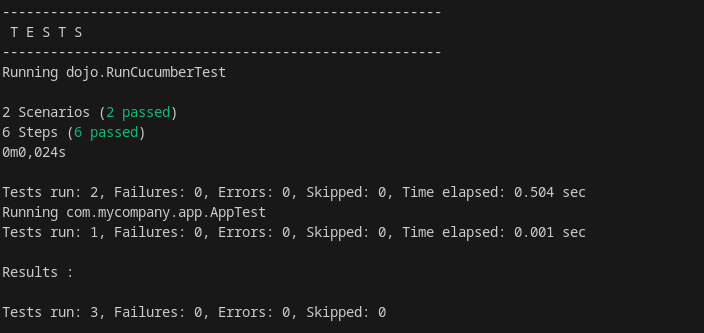 -------------------------------------------------------
 T E S T S
-------------------------------------------------------
Running dojo.RunCucumberTest

2 Scenarios (2 passed)
6 Steps (6 passed)
0m0,024s

Tests run: 2, Failures: 0, Errors: 0, Skipped: 0, Time elapsed: 0.504 sec
Running com.mycompany.app.AppTest
Tests run: 1, Failures: 0, Errors: 0, Skipped: 0, Time elapsed: 0.001 sec

Results :

Tests run: 3, Failures: 0, Errors: 0, Skipped: 0